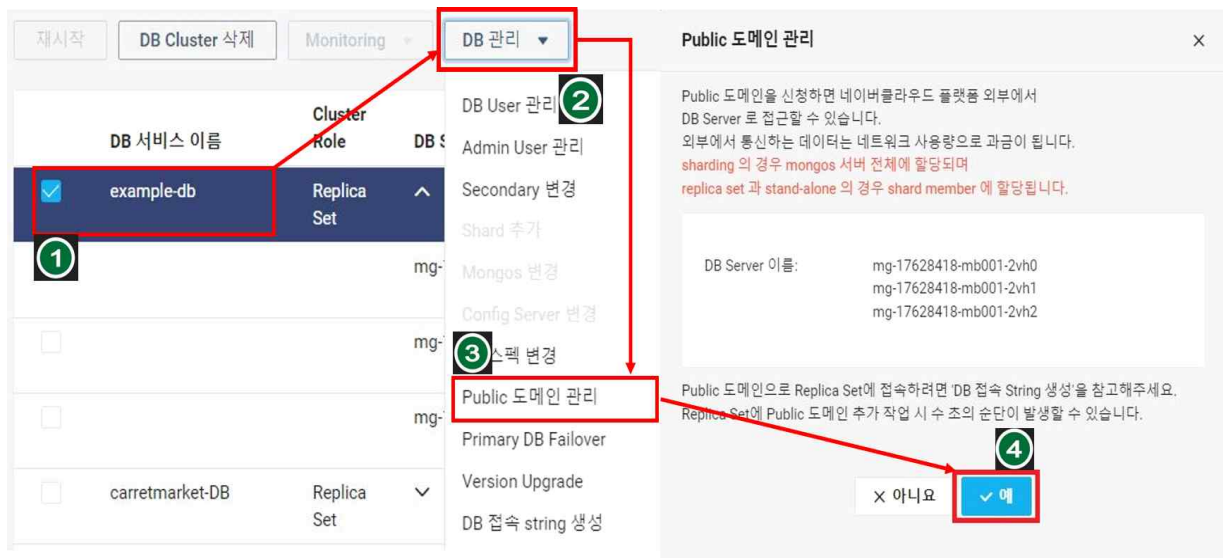 재시작
DB Cluster 삭제
Monitoring
DB 관리
DB 서비스 이름
Cluster
Role
DB S
1
example-db
Replica
Set
mg-
mg-
mg-
carretmarket-DB
Replica
Set
2
DB User 관리
Admin User 관리
Secondary 변경
Shard 추가
Mongos 변경
Config Server 변경
3
스펙 변경
Public 도메인 관리
Primary DB Failover
Version Upgrade
DB 접속 string 생성
Public 도메인 관리
Public 도메인을 신청하면 네이버클라우드 플랫폼 외부에서
DB Server 로 접근할 수 있습니다.
외부에서 통신하는 데이터는 네트워크 사용량으로 과금이 됩니다.
sharding 의 경우 mongos 서버 전체에 할당되며
replica set 과 stand-alone 의 경우 shard member 에 할당됩니다.
DB Server 이름:
mg-17628418-mb001-2vh0
mg-17628418-mb001-2vh1
mg-17628418-mb001-2vh2
Public 도메인으로 Replica Set에 접속하려면 'DB 접속 String 생성'을 참고해주세요.
Replica Set에 Public 도메인 추가 작업 시 수 초의 순단이 발생할 수 있습니다.
4
아니요
예